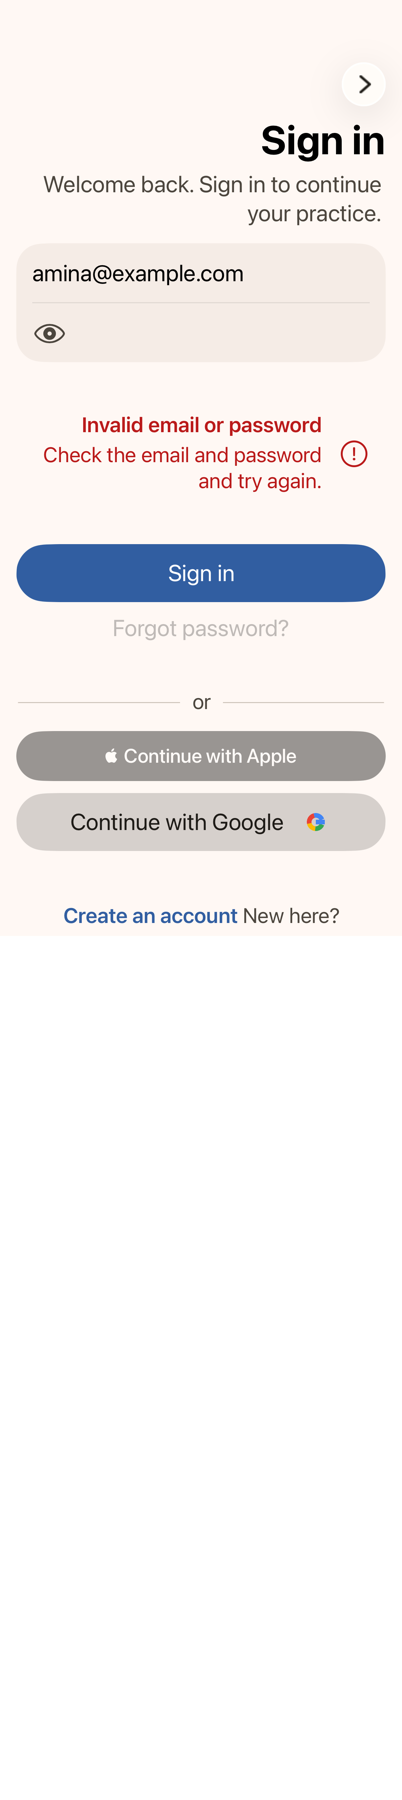 Sign in
Welcome back. Sign in to continue
your practice.
amina@example.com
Invalid email or password
Check the email and password
and try again.
Sign in
Forgot password?
or
Continue with Apple
Continue with Google
Create an account New here?